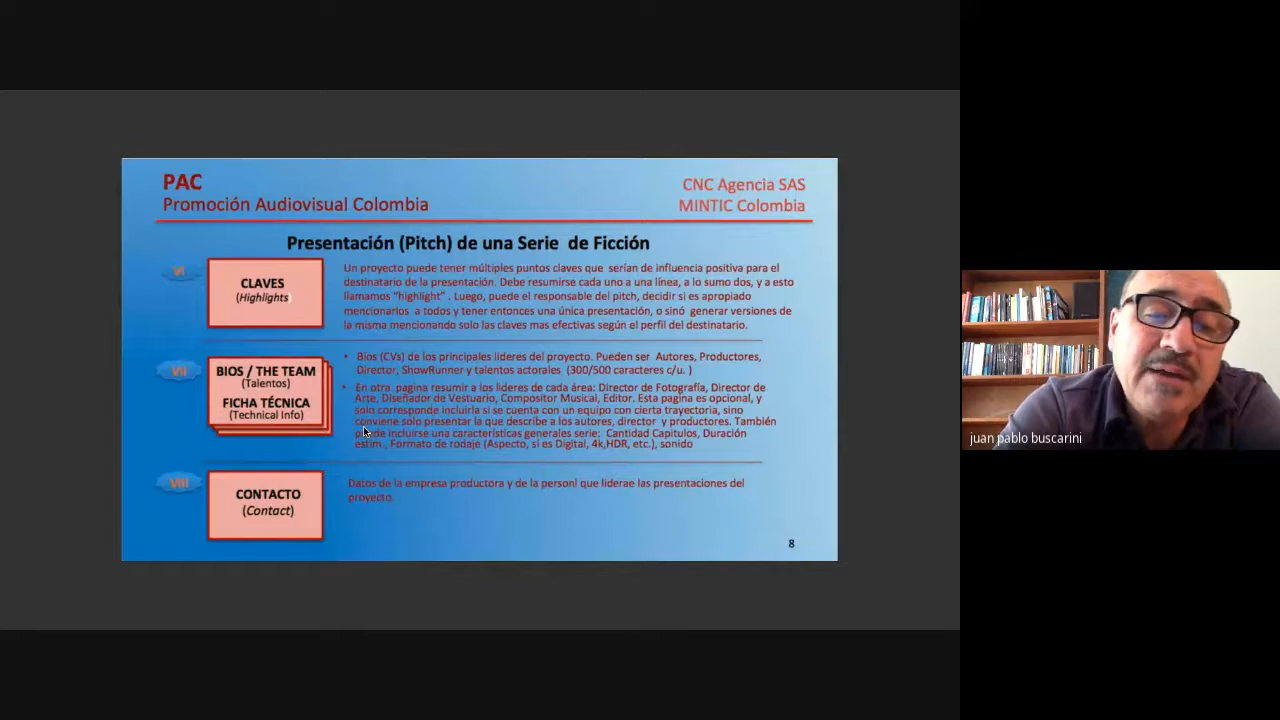 PAC
Promoción Audiovisual Colombia
CNC Agencia SAS
MINTIC Colombia
Presentación (Pitch) de una Serie de Ficción
VI
CLAVES
(Highlights)
Un proyecto puede tener múltiples puntos claves que serían de influencia positiva para el
destinatario de la presentación. Debe resumirse cada uno a una línea, a lo sumo dos, y a esto
llamamos "highlight" . Luego, puede el responsable del pitch, decidir si es apropiado
mencionarlos a todos y tener entonces una única presentación, o sinó generar versiones de
la misma mencionando solo las claves mas efectivas según el perfil del destinatario.
VII
BIOS / THE TEAM
(Talentos)
FICHA TÉCNICA
(Technical Info)
• Bios (CVs) de los principales lideres del proyecto. Pueden ser Autores, Productores,
Director, ShowRunner y talentos actorales (300/500 caracteres c/u. )
• En otra pagina resumir a los lideres de cada área: Director de Fotografía, Director de
Arte, Diseñador de Vestuario, Compositor Musical, Editor. Esta pagina es opcional, y
solo corresponde incluirla si se cuenta con un equipo con cierta trayectoria, sino
conviene solo presentar la que describe a los autores, director y productores. También
puede incluirse una características generales serie: Cantidad Capitulos, Duración
estim., Formato de rodaje (Aspecto, si es Digital, 4k,HDR, etc.), sonido
VIII
CONTACTO
(Contact)
Datos de la empresa productora y de la personl que liderae las presentaciones del
proyecto.
8
juan pablo buscarini